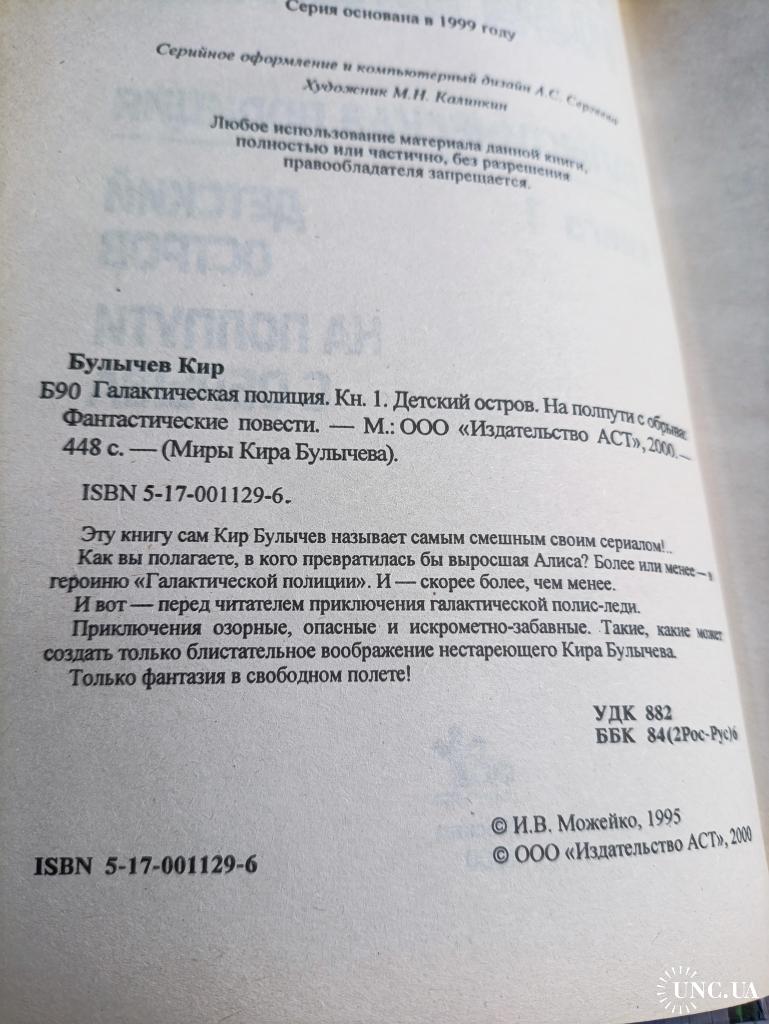 Серия основана в 1999 году
Серийное оформление и компьютерный дизайн А.С. Сергеева
Художник М.Н. Калинкин
Любое использование материала данной книги,
полностью или частично, без разрешения
правообладателя запрещается.
Булычев Кир
Б90 Галактическая полиция. Кн. 1. Детский остров. На полпути с обрыва:
Фантастические повести. — М.: ООО «Издательство АСТ», 2000. —
448 с. — (Миры Кира Булычева).
ISBN 5-17-001129-6.
Эту книгу сам Кир Булычев называет самым смешным своим сериалом!..
Как вы полагаете, в кого превратилась бы выросшая Алиса? Более или менее — в
героиню «Галактической полиции». И — скорее более, чем менее.
И вот — перед читателем приключения галактической полис-леди.
Приключения озорные, опасные и искрометно-забавные. Такие, какие может
создать только блистательное воображение нестареющего Кира Булычева.
Только фантазия в свободном полете!
УДК 882
ББК 84(2Рос-Рус)6
© И.В. Можейко, 1995
© ООО «Издательство АСТ», 2000
ISBN 5-17-001129-6
ДЕТСКИЙ
ОСТРОВ
НА ПОЛПУТИ
UNC.UA